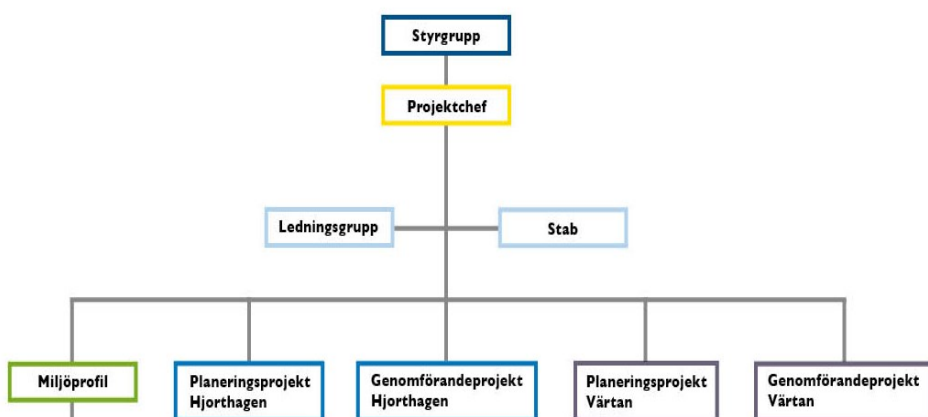 Styrgrupp
Projektchef
Ledningsgrupp
Stab
Miljöprofil
Planeringsprojekt
Hjorthagen
Genomförandeprojekt
Hjorthagen
Planeringsprojekt
Värtan
Genomförandeprojekt
Värtan